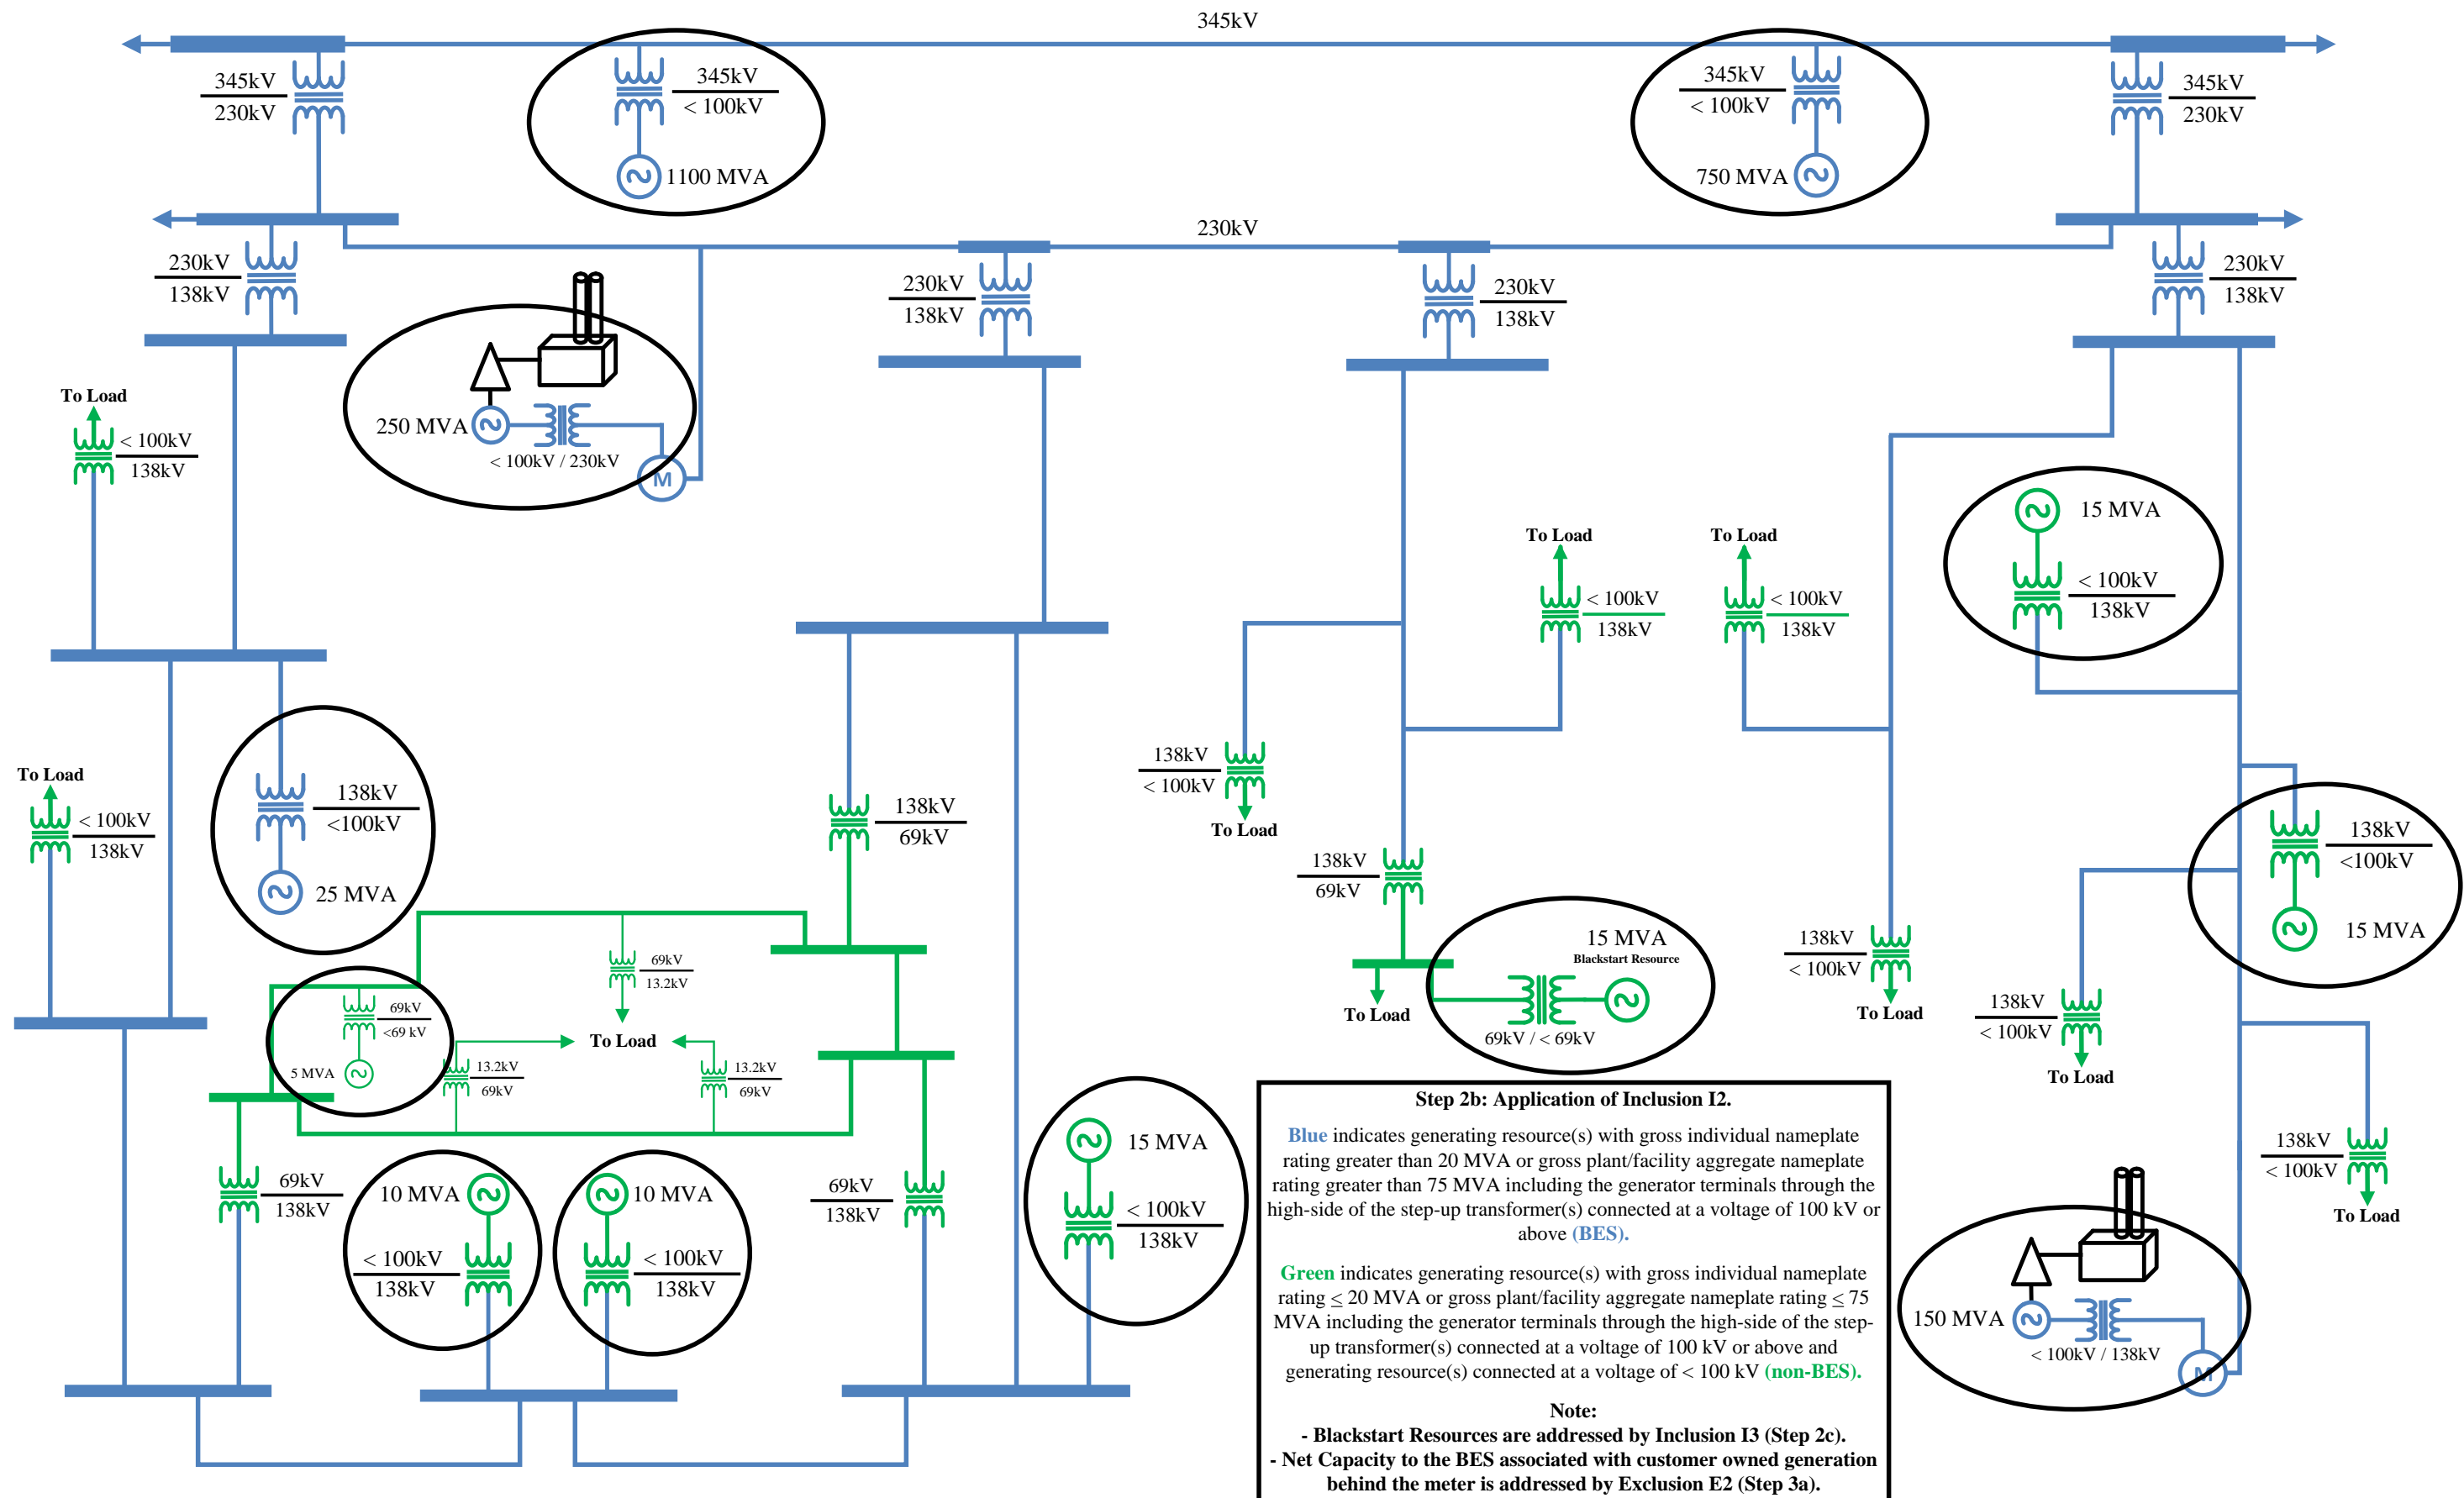 345kV
345kV
230kV
345kV
< 100kV
1100 MVA
345kV
< 100kV
750 MVA
345kV
230kV
230kV
230kV
138kV
230kV
138kV
230kV
138kV
230kV
138kV
250 MVA
< 100kV / 230kV
M
To Load
< 100kV
138kV
To Load
< 100kV
138kV
To Load
< 100kV
138kV
15 MVA
< 100kV
138kV
138kV
<100kV
25 MVA
To Load
< 100kV
138kV
138kV
< 100kV
To Load
138kV
69kV
138kV
69kV
138kV
<100kV
15 MVA
15 MVA
Blackstart Resource
69kV / < 69kV
To Load
138kV
< 100kV
To Load
138kV
< 100kV
To Load
69kV
13.2kV
To Load
69kV
<69 kV
5 MVA
13.2kV
69kV
13.2kV
69kV
69kV
138kV
10 MVA
< 100kV
138kV
10 MVA
< 100kV
138kV
69kV
138kV
15 MVA
< 100kV
138kV
138kV
< 100kV
To Load
150 MVA
< 100kV / 138kV
M
Step 2b: Application of Inclusion I2.
Blue indicates generating resource(s) with gross individual nameplate
rating greater than 20 MVA or gross plant/facility aggregate nameplate
rating greater than 75 MVA including the generator terminals through the
high-side of the step-up transformer(s) connected at a voltage of 100 kV or
above (BES).
Green indicates generating resource(s) with gross individual nameplate
rating ≤ 20 MVA or gross plant/facility aggregate nameplate rating ≤ 75
MVA including the generator terminals through the high-side of the step-
up transformer(s) connected at a voltage of 100 kV or above and
generating resource(s) connected at a voltage of < 100 kV (non-BES).
Note:
- Blackstart Resources are addressed by Inclusion I3 (Step 2c).
- Net Capacity to the BES associated with customer owned generation
behind the meter is addressed by Exclusion E2 (Step 3a).